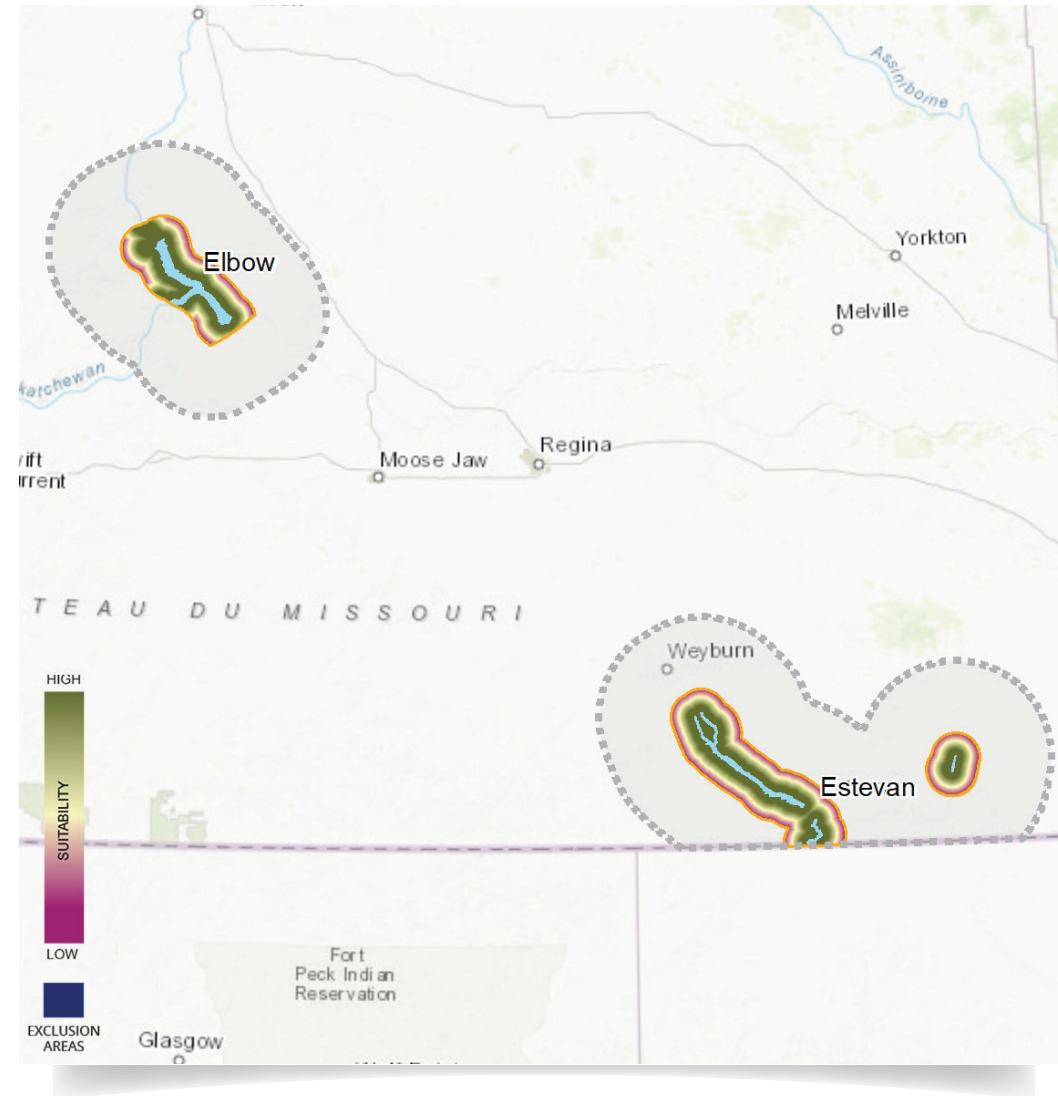 Assiniboine
Yorkton
Elbow
Melville
katchewan
Regina
Moose Jaw
ift
urrent
TEAU DU MISSOURI
Weyburn
HIGH
SUITABILITY
LOW
Estevan
EXCLUSION
AREAS
Fort
Peck Indian
Reservation
Glasgow